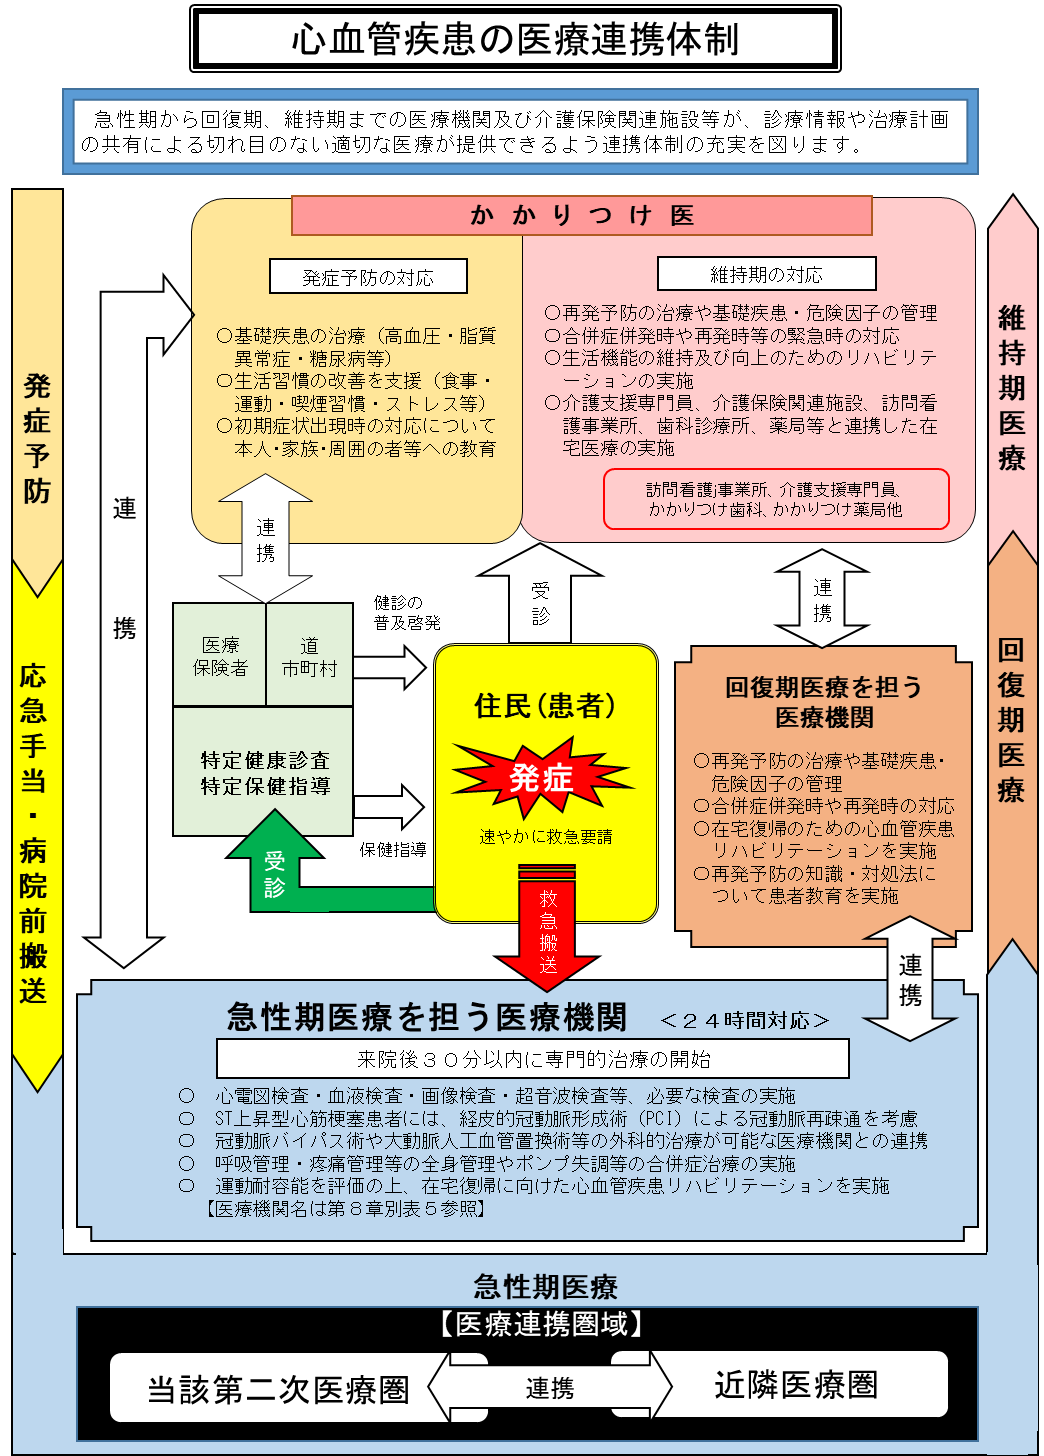 心血管疾患の医療連携体制
急性期から回復期、維持期までの医療機関及び介護保険関連施設等が、診療情報や治療計画
の共有による切れ目のない適切な医療が提供できるよう連携体制の充実を図ります。
かかりつけ医
発症予防の対応
〇基礎疾患の治療（高血圧・脂質
異常症・糖尿病等）
〇生活習慣の改善を支援（食事・
運動・喫煙習慣・ストレス等）
〇初期症状出現時の対応について
本人・家族・周囲の者等への教育
維持期の対応
〇再発予防の治療や基礎疾患・危険因子の管理
〇合併症併発時や再発時等の緊急時の対応
〇生活機能の維持及び向上のためのリハビリテ
ーションの実施
〇介護支援専門員、介護保険関連施設、訪問看
護事業所、歯科診療所、薬局等と連携した在
宅医療の実施
訪問看護j事業所、介護支援専門員、
かかりつけ歯科、かかりつけ薬局他
発症予防
応急手当・病院前搬送
維持期医療
回復期医療
連携
連携
受診
連携
健診の
普及啓発
医療
保険者
道
市町村
特定健康診査
特定保健指導
保健指導
受診
住民（患者）
発症
速やかに救急要請
救急搬送
回復期医療を担う
医療機関
〇再発予防の治療や基礎疾患・
危険因子の管理
〇合併症併発時や再発時の対応
〇在宅復帰のための心血管疾患
リハビリテーションを実施
〇再発予防の知識・対処法に
ついて患者教育を実施
連携
急性期医療を担う医療機関 ＜２４時間対応＞
来院後３０分以内に専門的治療の開始
〇 心電図検査・血液検査・画像検査・超音波検査等、必要な検査の実施
〇 ST上昇型心筋梗塞患者には、経皮的冠動脈形成術（PCI）による冠動脈再疎通を考慮
〇 冠動脈バイパス術や大動脈人工血管置換術等の外科的治療が可能な医療機関との連携
〇 呼吸管理・疼痛管理等の全身管理やポンプ失調等の合併症治療の実施
〇 運動耐容能を評価の上、在宅復帰に向けた心血管疾患リハビリテーションを実施
【医療機関名は第８章別表５参照】
急性期医療
【医療連携圏域】
当該第二次医療圏
連携
近隣医療圏